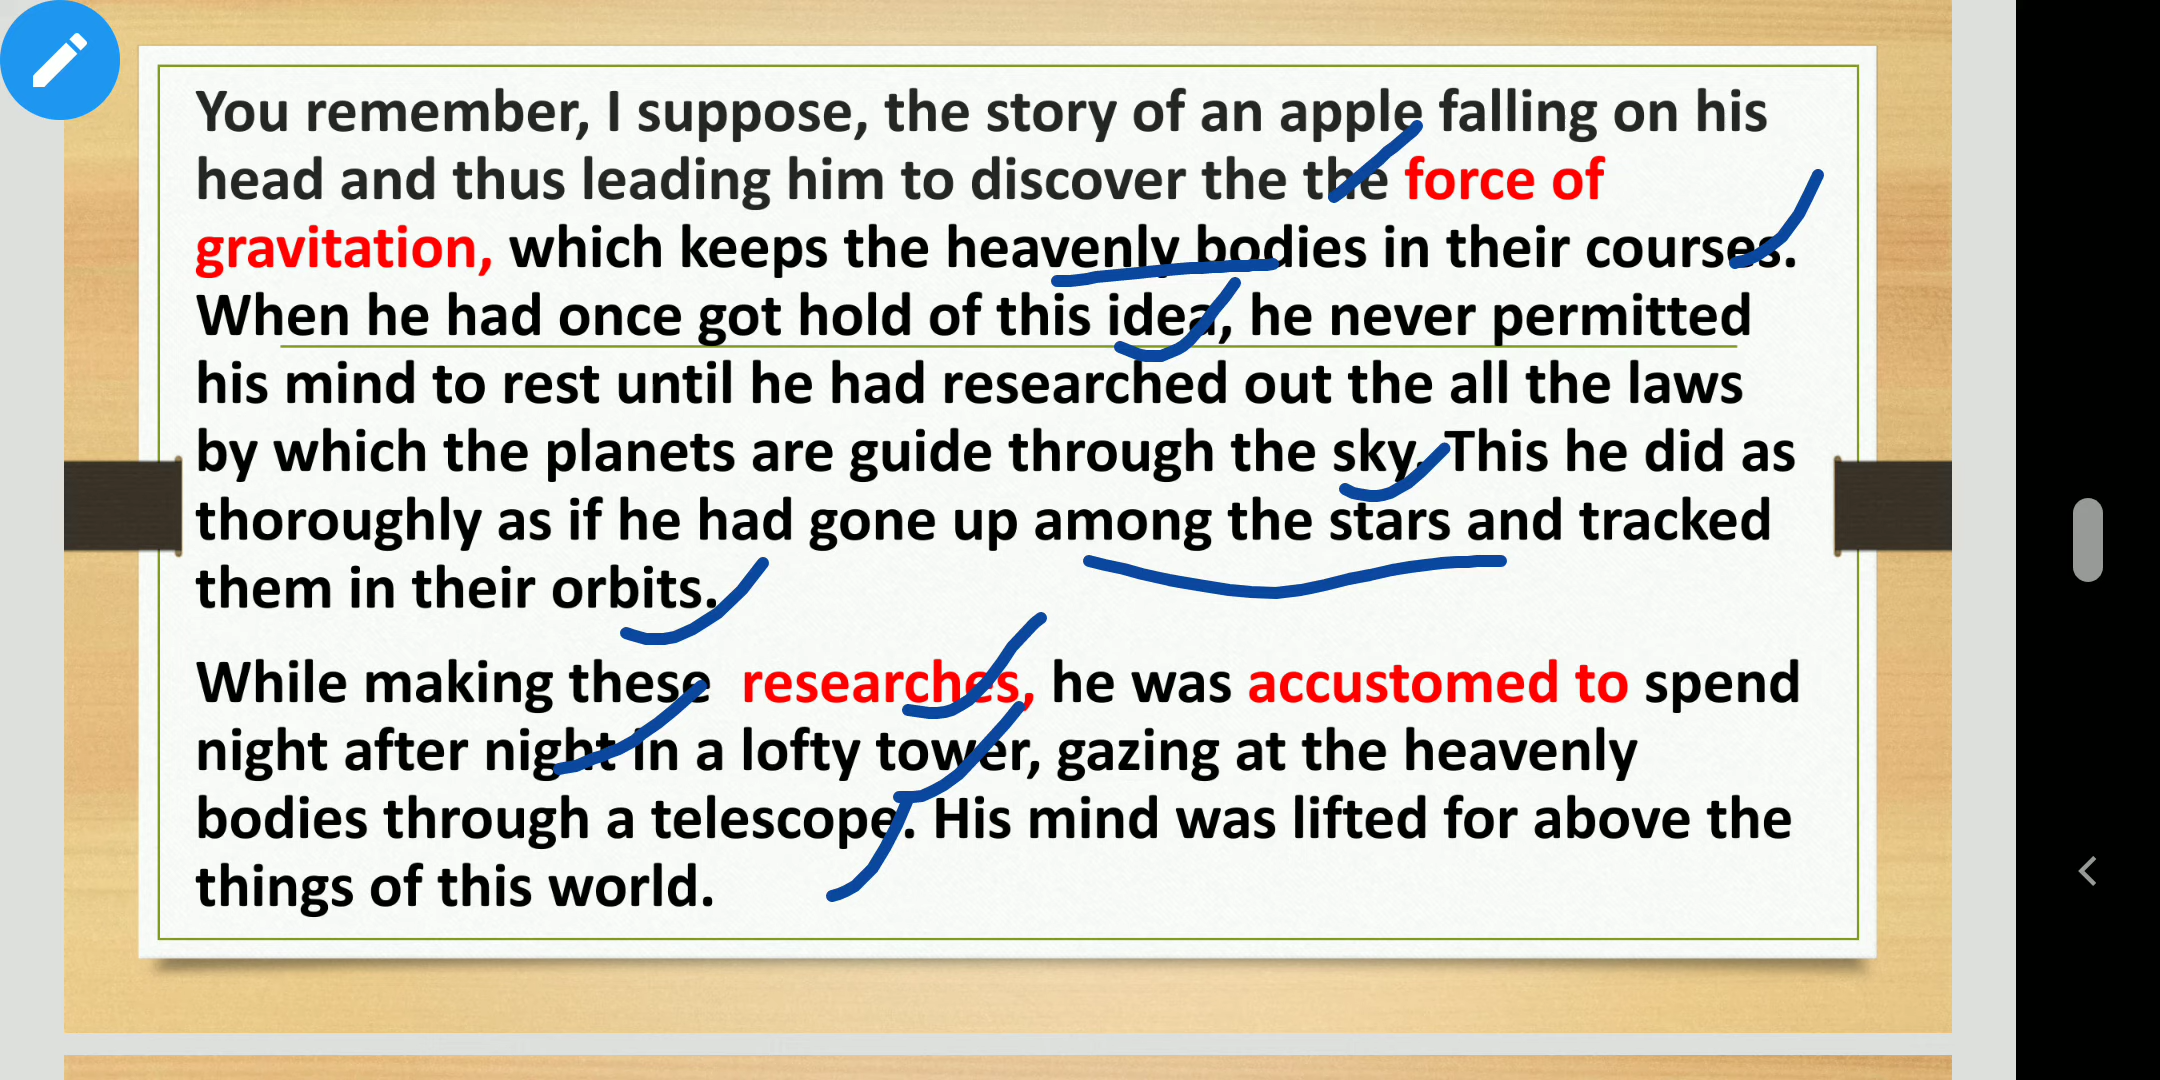 You remember, I suppose, the story of an apple falling on his
head and thus leading him to discover the the force of
gravitation, which keeps the heavenly bodies in their courses.
When he had once got hold of this idea, he never permitted
his mind to rest until he had researched out the all the laws
by which the planets are guide through the sky. This he did as
thoroughly as if he had gone up among the stars and tracked
them in their orbits.
While making these researches, he was accustomed to spend
night after night in a lofty tower, gazing at the heavenly
bodies through a telescope. His mind was lifted for above the
things of this world.